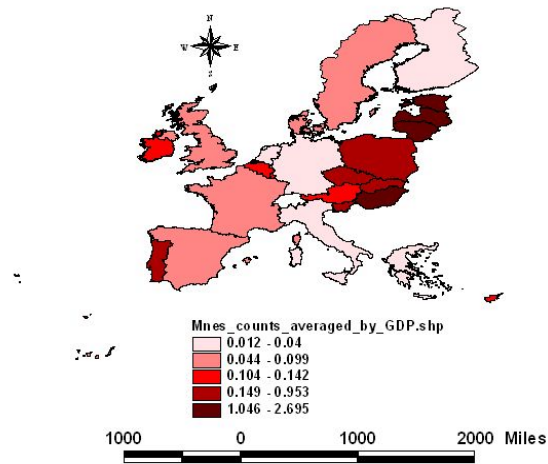 N
W E
S
Mnes_counts_averaged_by_GDP.shp
0.012 - 0.04
0.044 - 0.099
0.104 - 0.142
0.149 - 0.953
1.046 - 2.695
1000 0 1000 2000 Miles